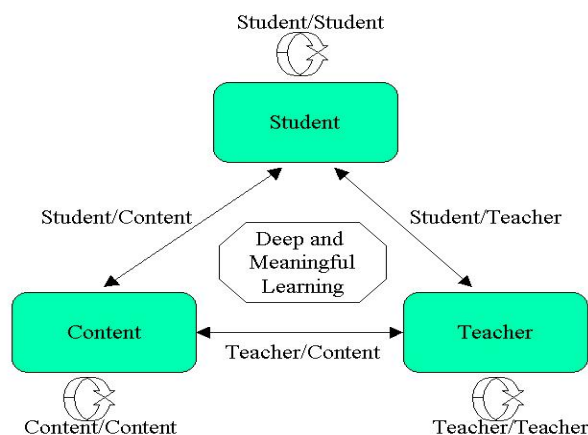 Student/Student
Student
Student/Content
Student/Teacher
Deep and
Meaningful
Learning
Content
Teacher
Teacher/Content
Content/Content
Teacher/Teacher